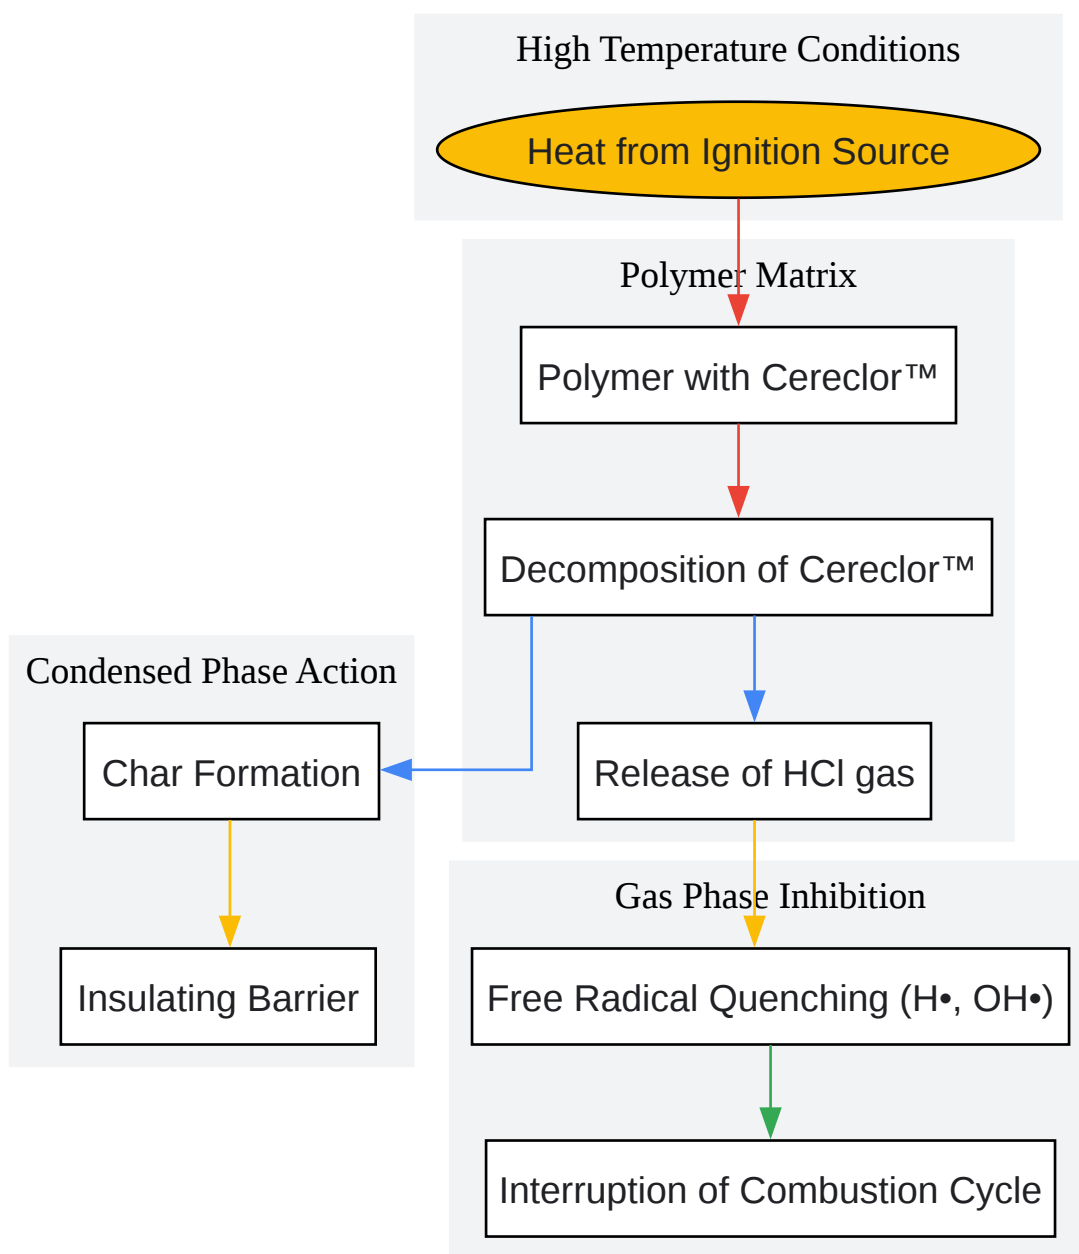 High Temperature Conditions
Heat from Ignition Source
Polymer Matrix
Polymer with Cereclor™
Decomposition of Cereclor™
Condensed Phase Action
Char Formation
Release of HCl gas
Gas Phase Inhibition
Insulating Barrier
Free Radical Quenching (H•, OH•)
Interruption of Combustion Cycle